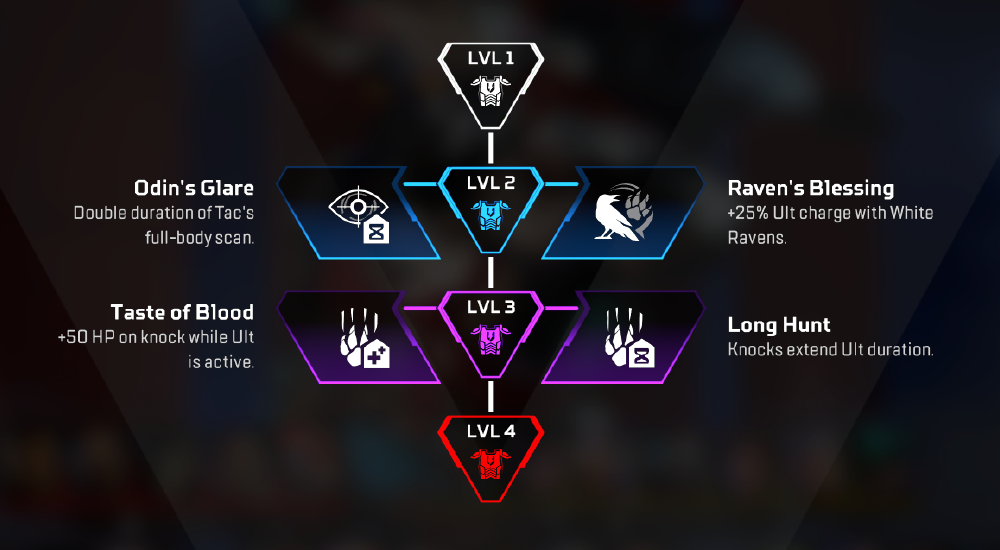 LVL 1
Odin's Glare
Double duration of Tac's
full-body scan.
LVL 2
Raven's Blessing
+25% Ult charge with White
Ravens.
Taste of Blood
+50 HP on knock while Ult
is active.
LVL 3
Long Hunt
Knocks extend Ult duration.
LVL 4